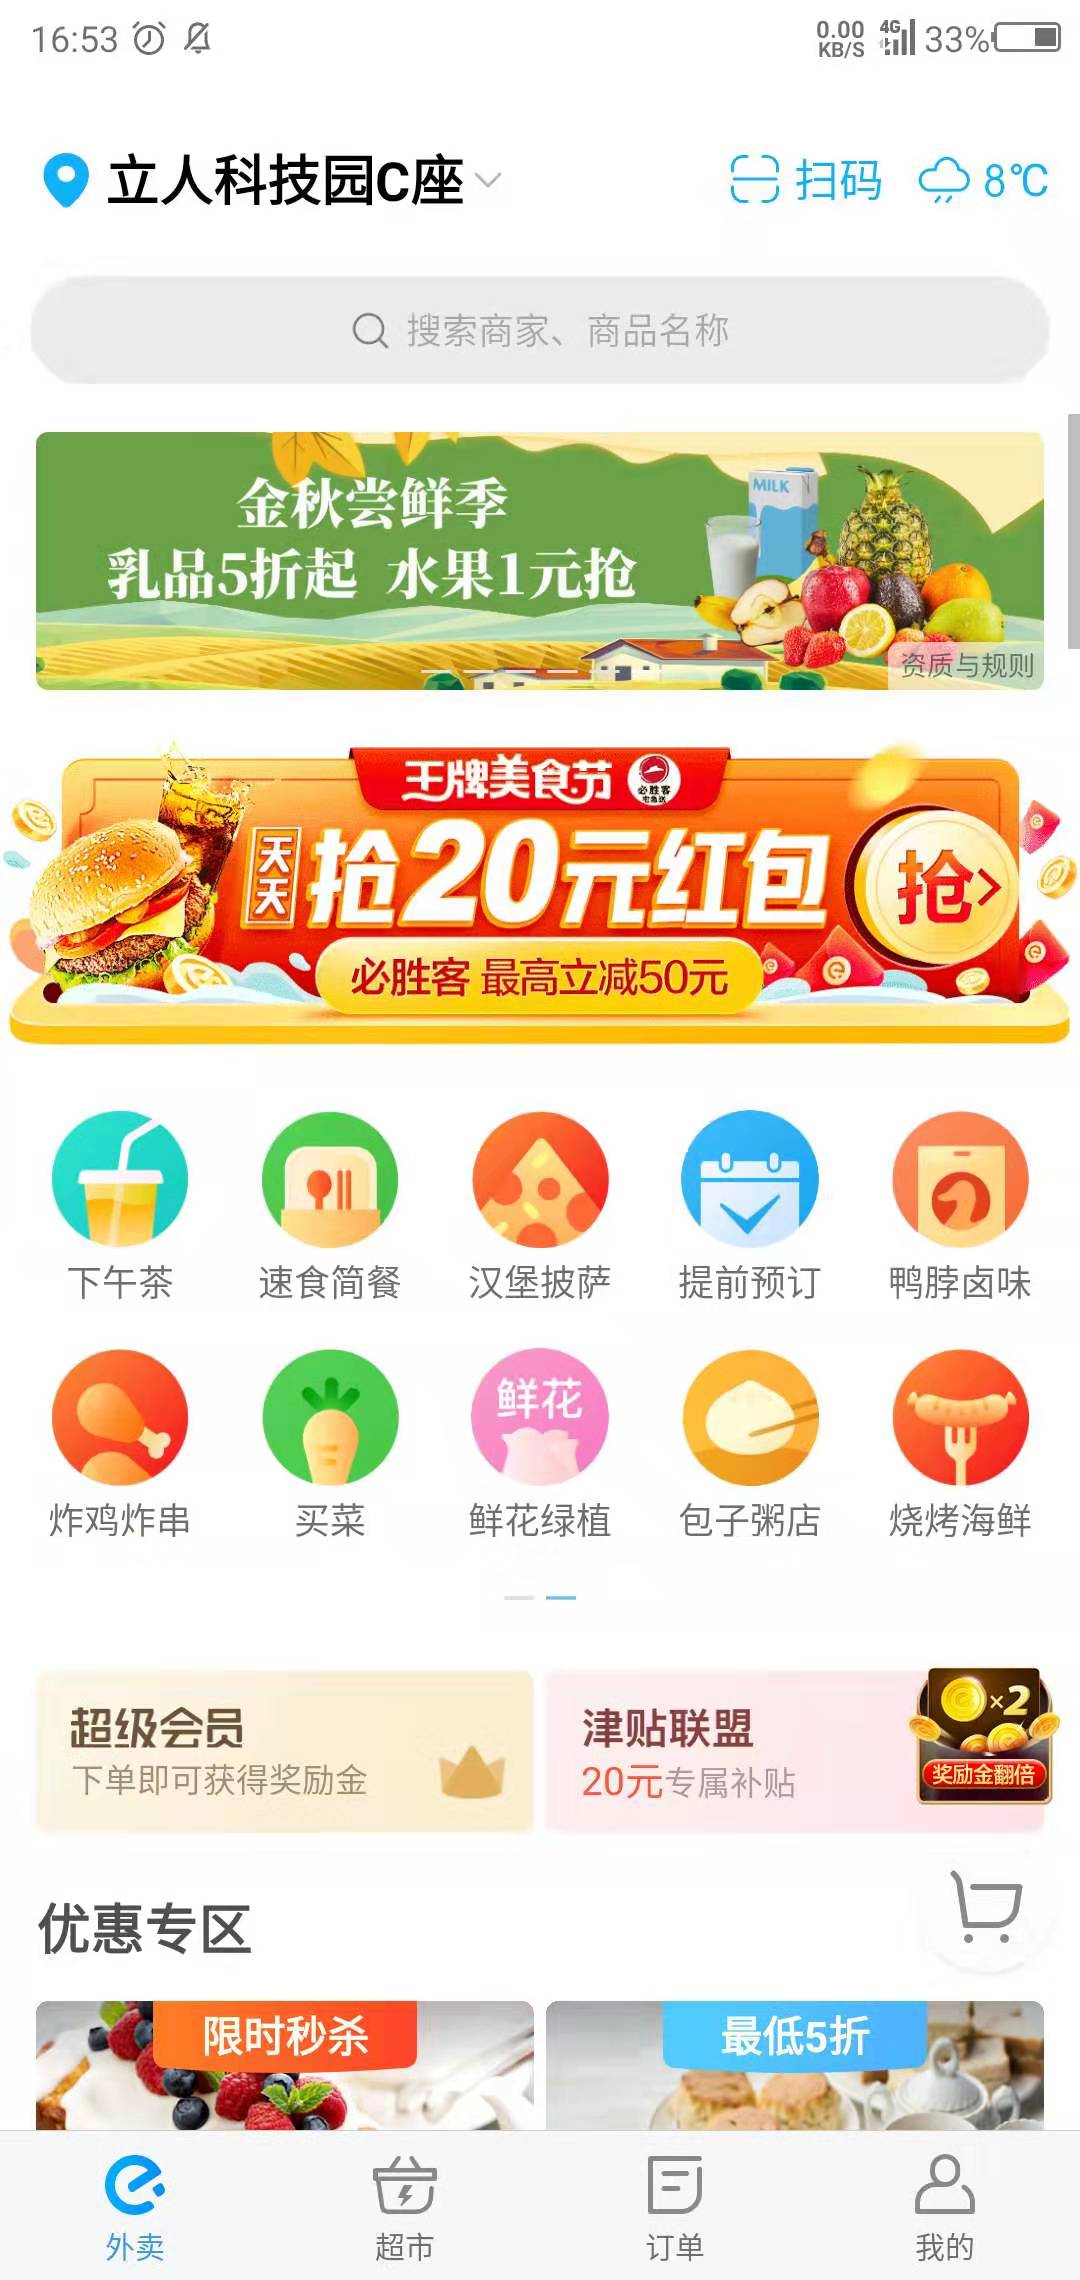 16:53
0.00
KB/S
4G
33%
立人科技园C座
扫码
8℃
搜索商家、商品名称
金秋尝鲜季
乳品5折起 水果1元抢
MILK
资质与规则
王牌美食节
必胜客
宅急送
天天
抢20元红包
抢
必胜客 最高立减50元
下午茶
速食简餐
汉堡披萨
提前预订
鸭脖卤味
鲜花
炸鸡炸串
买菜
鲜花绿植
包子粥店
烧烤海鲜
超级会员
下单即可获得奖励金
津贴联盟
20元专属补贴
×2
奖励金翻倍
优惠专区
限时秒杀
最低5折
外卖
超市
订单
我的